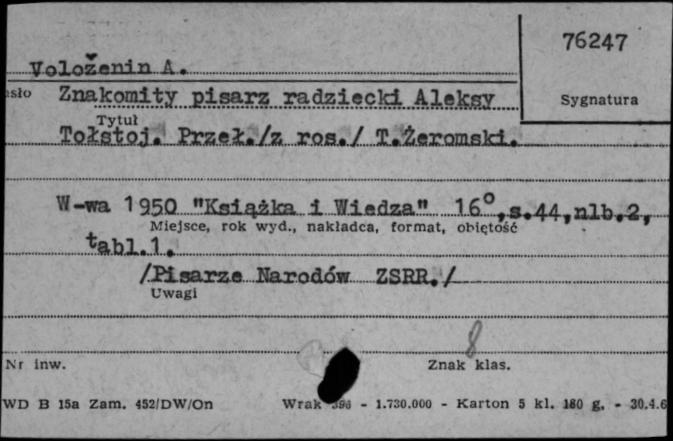 76247
Voloženin A.
Sygnatura
Znakomity pisarz radziecki Aleksy
Tytuł
Tołstoj. Przeł./z ros./ T.Żeromski.
W-wa 1950 "Książka i Wiedza" 16°,s.44,nlb.2,
Miejsce, rok wyd., nakładca, format, objętość
tabl.1.
/Pisarze Narodów ZSRR./
Uwagi
8
Nr inw.
Znak klas.
WD B 15a Zam. 452/DW/On Wrak - 1.730.000 - Karton 5 kl. 180 g. - 30.4.6